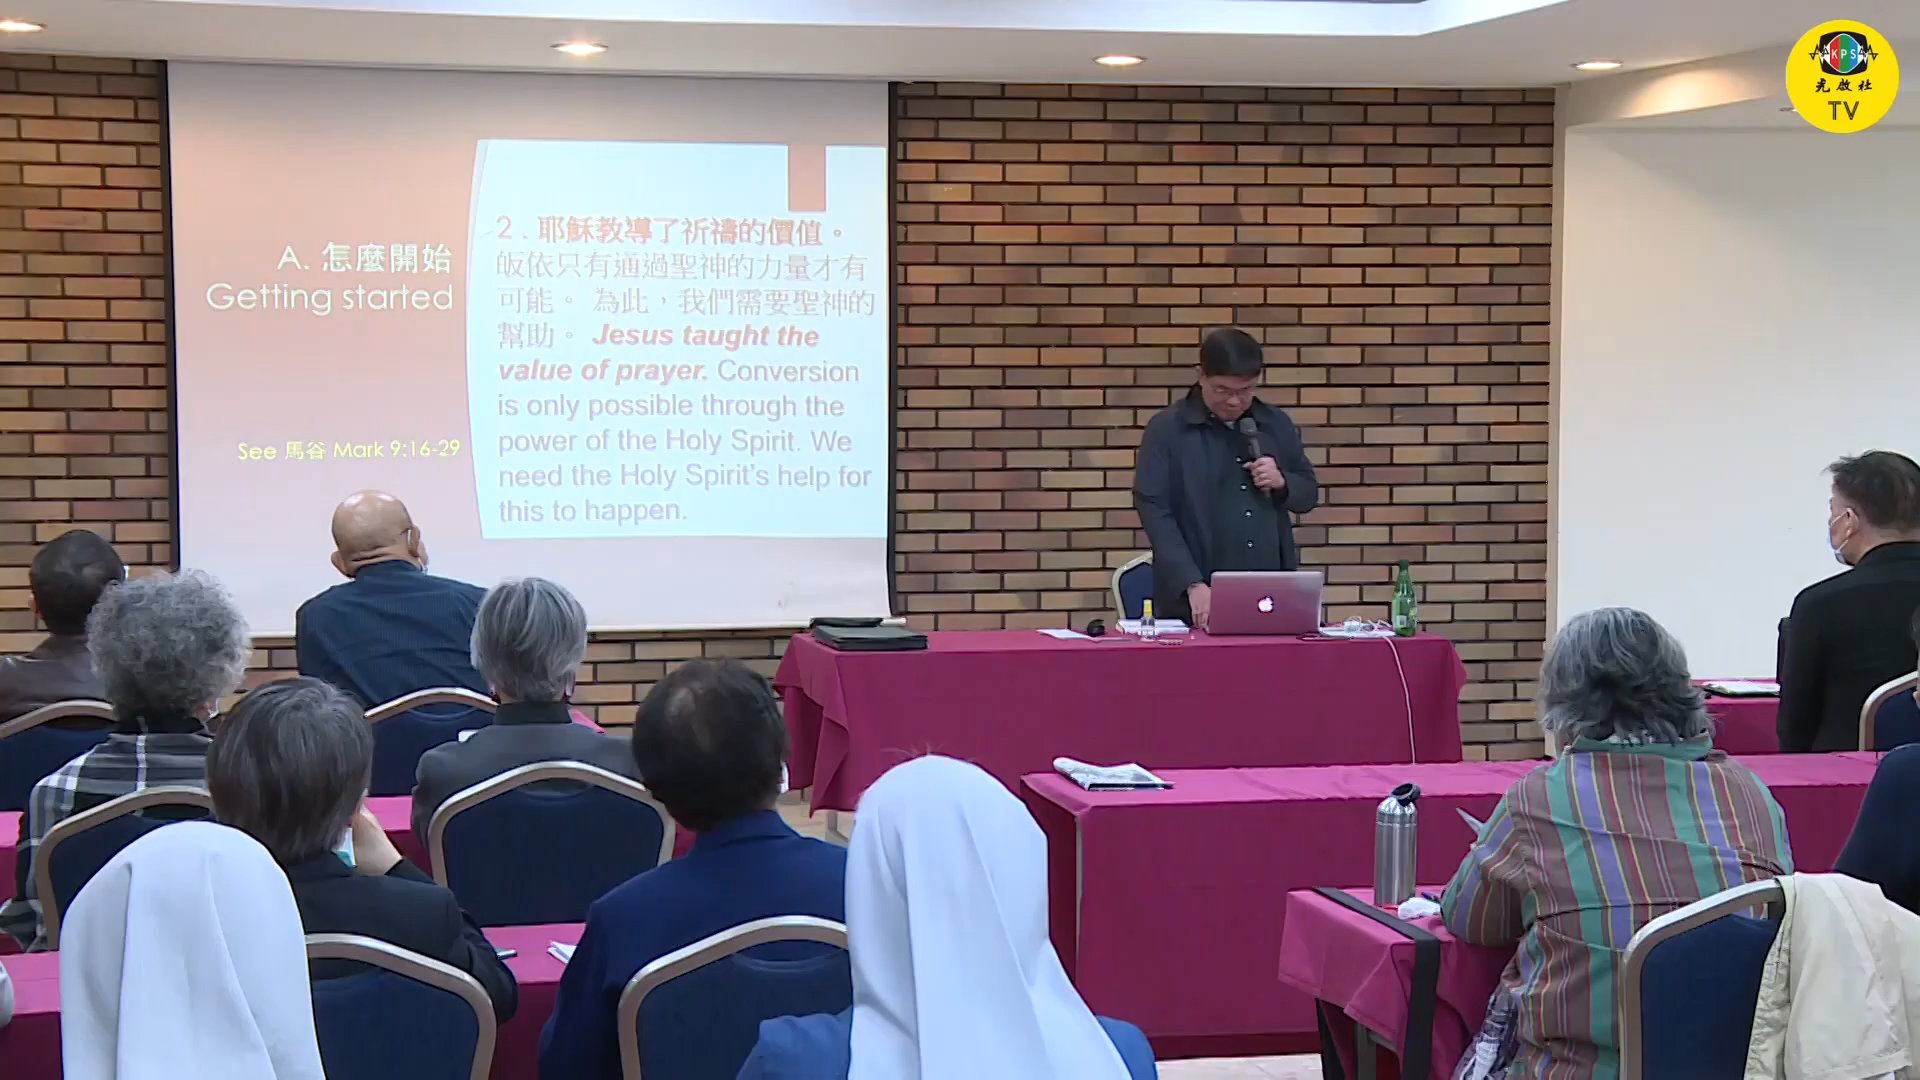 A. 怎麼開始
Getting started
See 馬谷 Mark 9:16-29
2 . 耶穌教導了祈禱的價值。
皈依只有通過聖神的力量才有
可能。 為此，我們需要聖神的
幫助。 Jesus taught the
value of prayer. Conversion
is only possible through the
power of the Holy Spirit. We
need the Holy Spirit’s help for
this to happen.
KPS
光啟社
TV